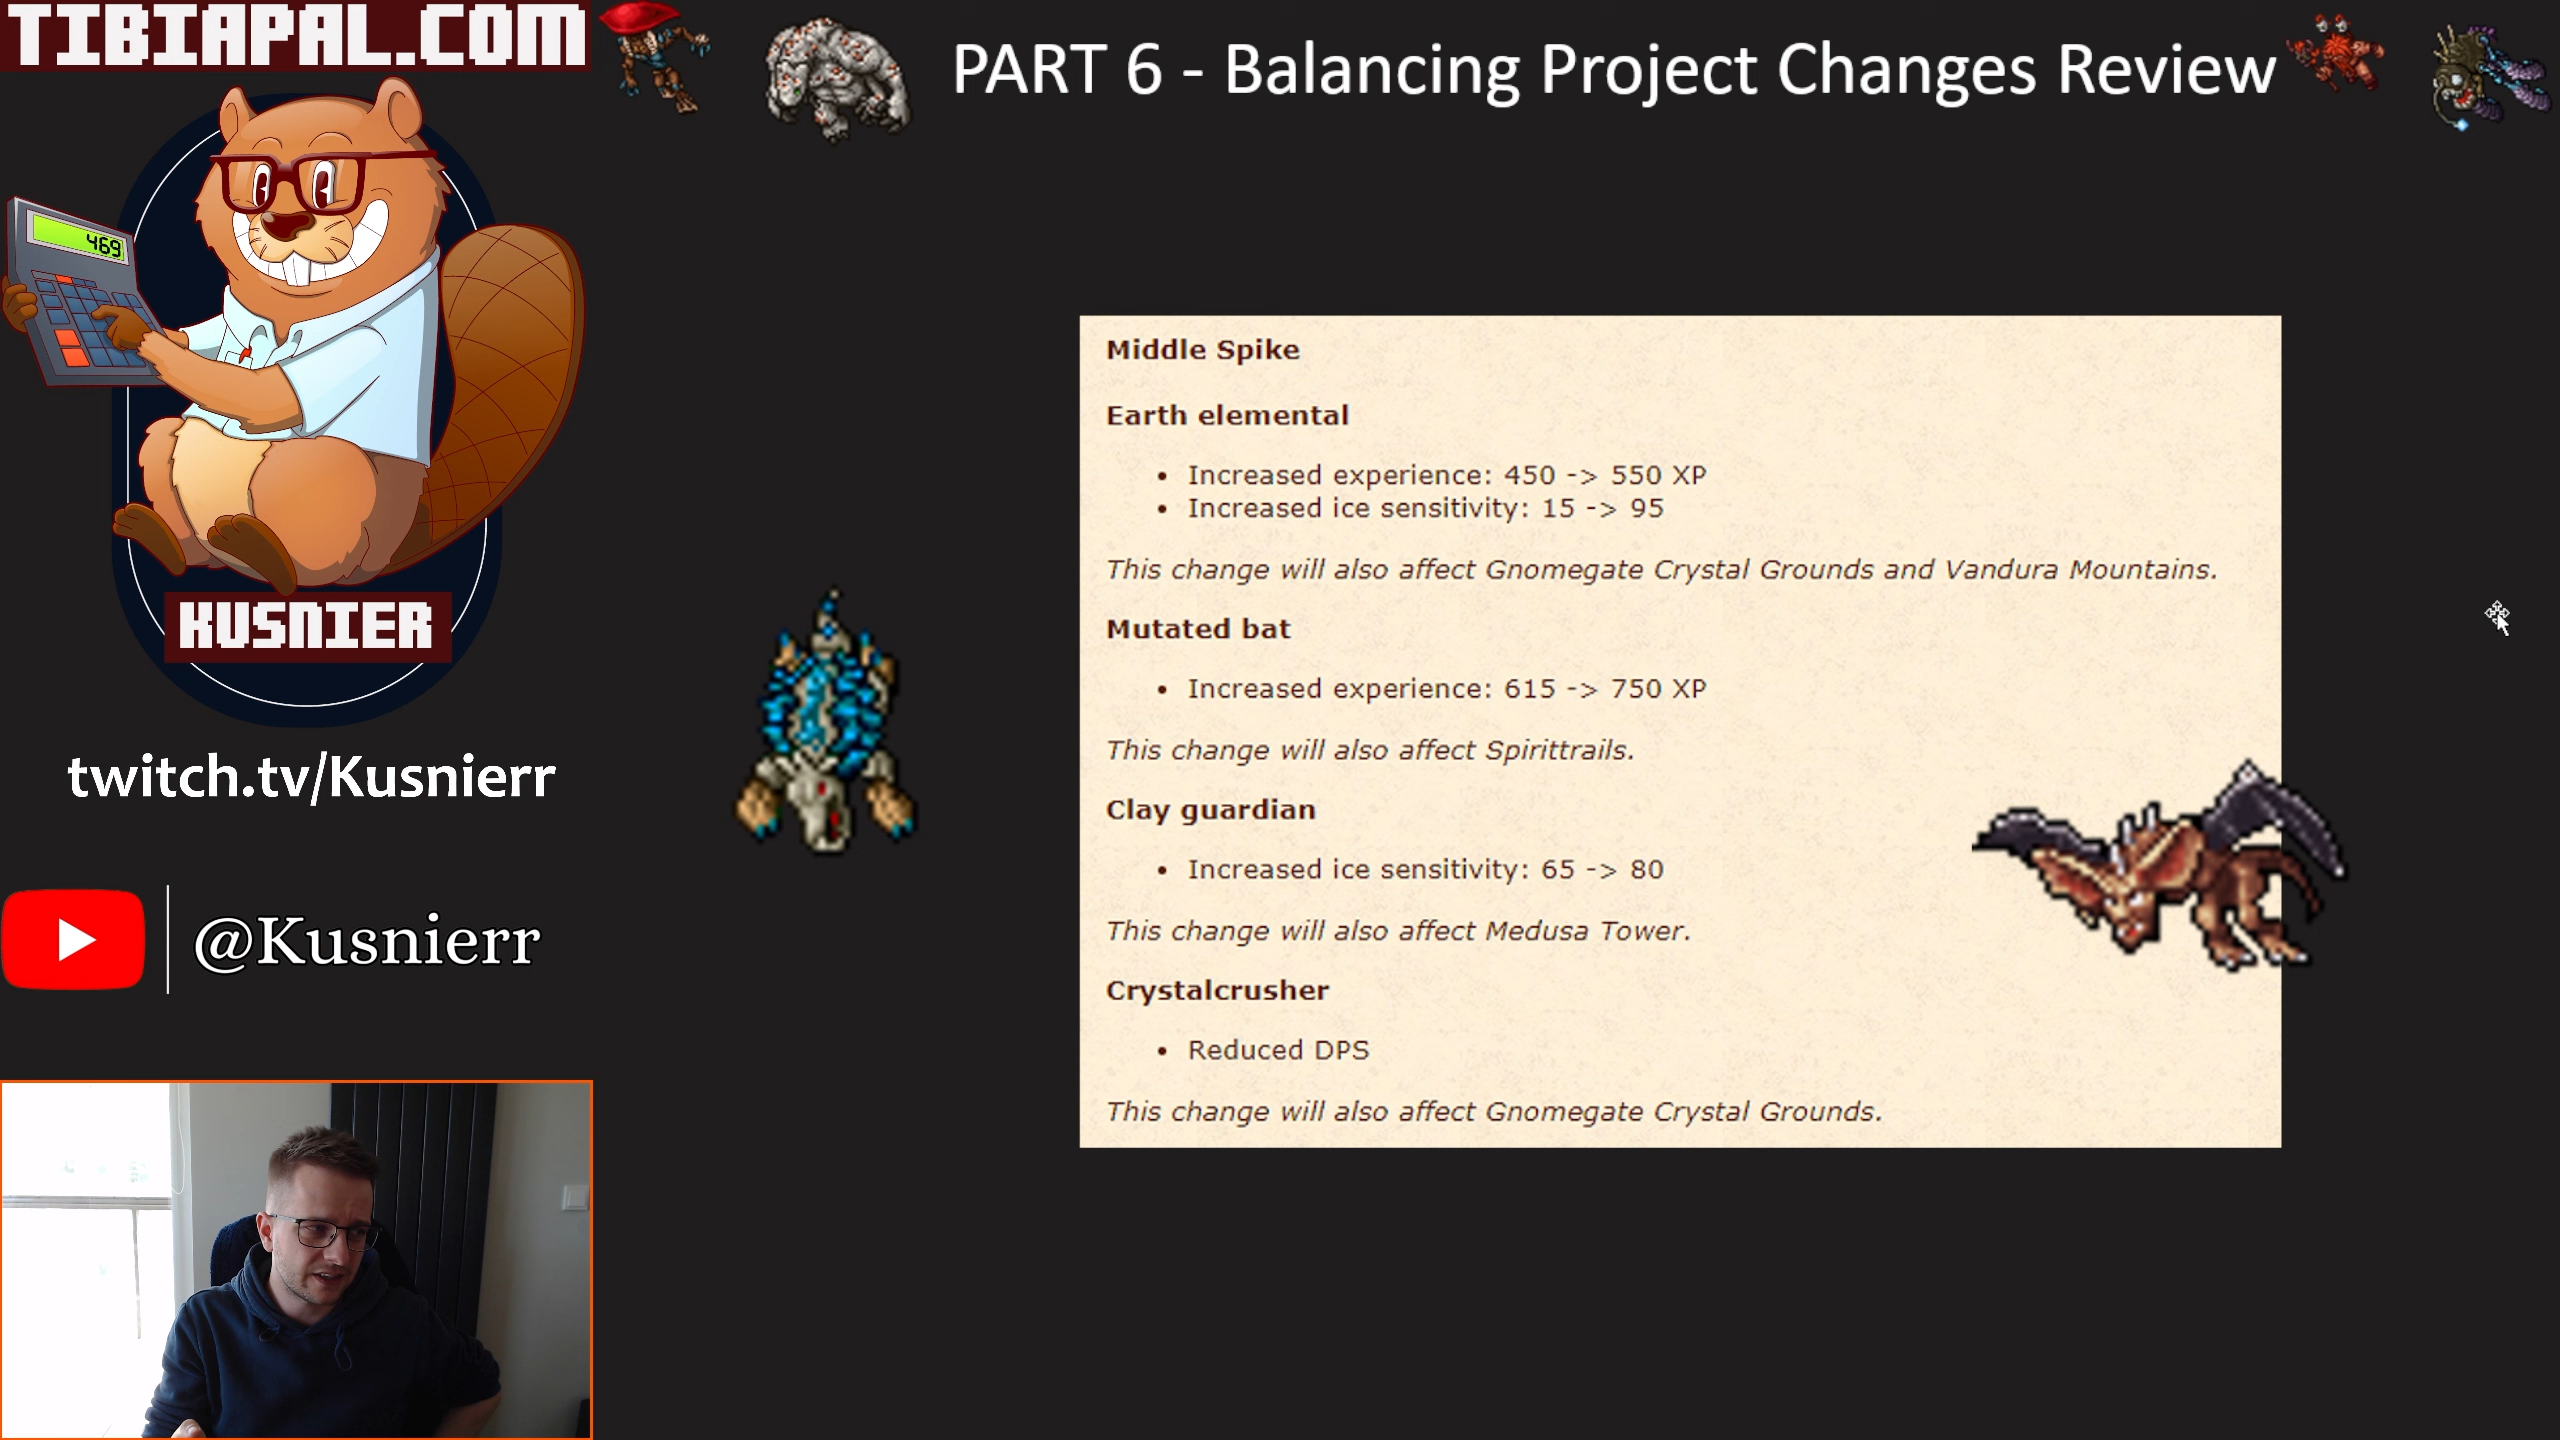 TIBIAPAL.COM
PART 6 - Balancing Project Changes Review
469
KUSNIER
twitch.tv/Kusnierr
@Kusnierr
Middle Spike
Earth elemental
• Increased experience: 450 -> 550 XP
• Increased ice sensitivity: 15 -> 95
This change will also affect Gnomegate Crystal Grounds and Vandura Mountains.
Mutated bat
• Increased experience: 615 -> 750 XP
This change will also affect Spirittrails.
Clay guardian
• Increased ice sensitivity: 65 -> 80
This change will also affect Medusa Tower.
Crystalcrusher
• Reduced DPS
This change will also affect Gnomegate Crystal Grounds.